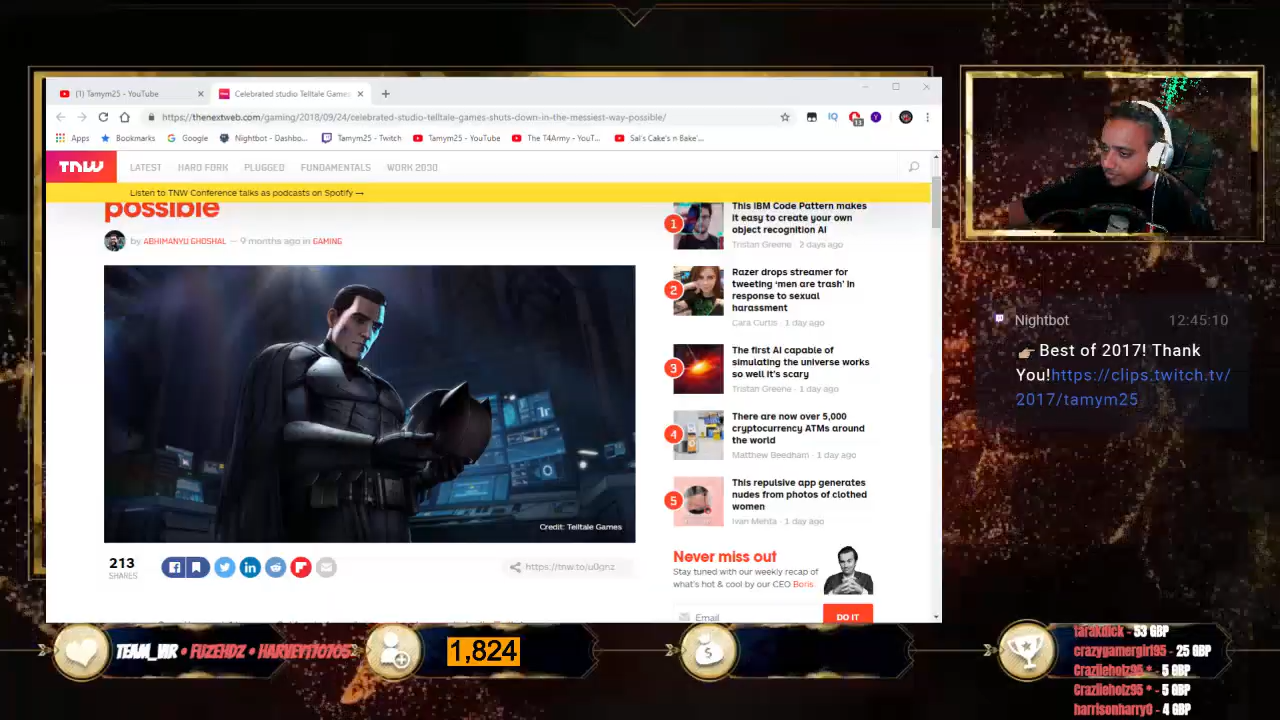 (1) Tamym25 - YouTube
Celebrated studio Telltale Games
https://thenextweb.com/gaming/2018/09/24/celebrated-studio-telltale-games-shuts-down-in-the-messiest-way-possible/
IQ
11
Y
Apps
Bookmarks
Google
Nightbot - Dashbo...
Tamym25 - Twitch
Tamym25 - YouTube
The T4Army - YouT...
Sal's Cake's n Bake'...
TNW
LATEST
HARD FORK
PLUGGED
FUNDAMENTALS
WORK 2030
Listen to TNW Conference talks as podcasts on Spotify →
possible
by ABHIMANYU GHOSHAL — 9 months ago in GAMING
Credit: Telltale Games
213
SHARES
https://tnw.to/u0gnz
1
This IBM Code Pattern makes
it easy to create your own
object recognition AI
Tristan Greene · 2 days ago
2
Razer drops streamer for
tweeting ‘men are trash’ in
response to sexual
harassment
Cara Curtis · 1 day ago
3
The first AI capable of
simulating the universe works
so well it's scary
Tristan Greene · 1 day ago
4
There are now over 5,000
cryptocurrency ATMs around
the world
Matthew Beedham · 1 day ago
5
This repulsive app generates
nudes from photos of clothed
women
Ivan Mehta · 1 day ago
Never miss out
Stay tuned with our weekly recap of
what's hot & cool by our CEO Boris.
Email
DO IT
Nightbot
12:45:10
Best of 2017! Thank
You!https://clips.twitch.tv/
2017/tamym25
TEAM_V1R • FUZEHDZ • HARVEY170705
1,824
tarakdick - 53 GBP
crazygamergirl95 - 25 GBP
Crazlieholz95 * - 5 GBP
Crazlieholz95 * - 5 GBP
harrisonharry0 - 4 GBP